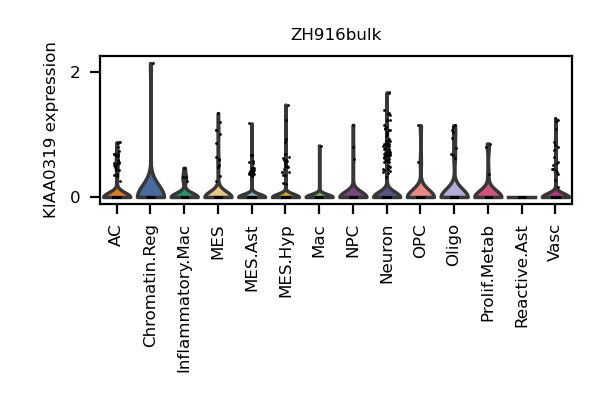 ZH916bulk
KIAA0319 expression
2
0
AC
Chromatin.Reg
Inflammatory.Mac
MES
MES.Ast
MES.Hyp
Mac
NPC
Neuron
OPC
Oligo
Prolif.Metab
Reactive.Ast
Vasc